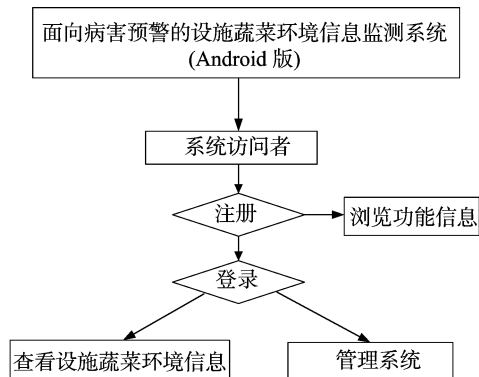 面向病害预警的设施蔬菜环境信息监测系统
(Android 版)
系统访问者
注册
浏览功能信息
登录
查看设施蔬菜环境信息
管理系统